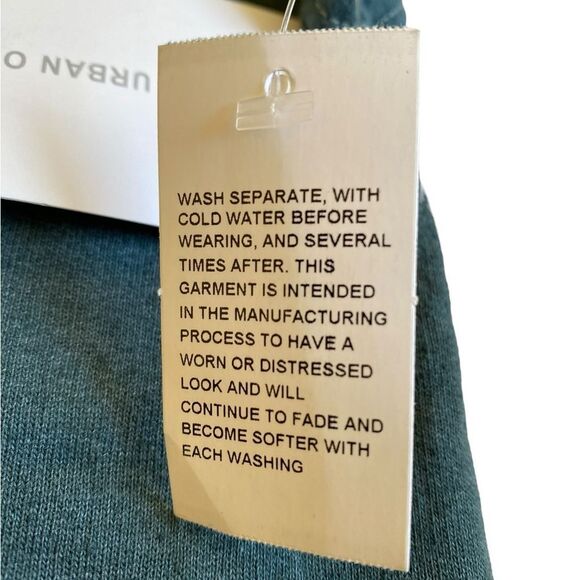 URBAN O
WASH SEPARATE, WITH
COLD WATER BEFORE
WEARING, AND SEVERAL
TIMES AFTER. THIS
GARMENT IS INTENDED
IN THE MANUFACTURING
PROCESS TO HAVE A
WORN OR DISTRESSED
LOOK AND WILL
CONTINUE TO FADE AND
BECOME SOFTER WITH
EACH WASHING